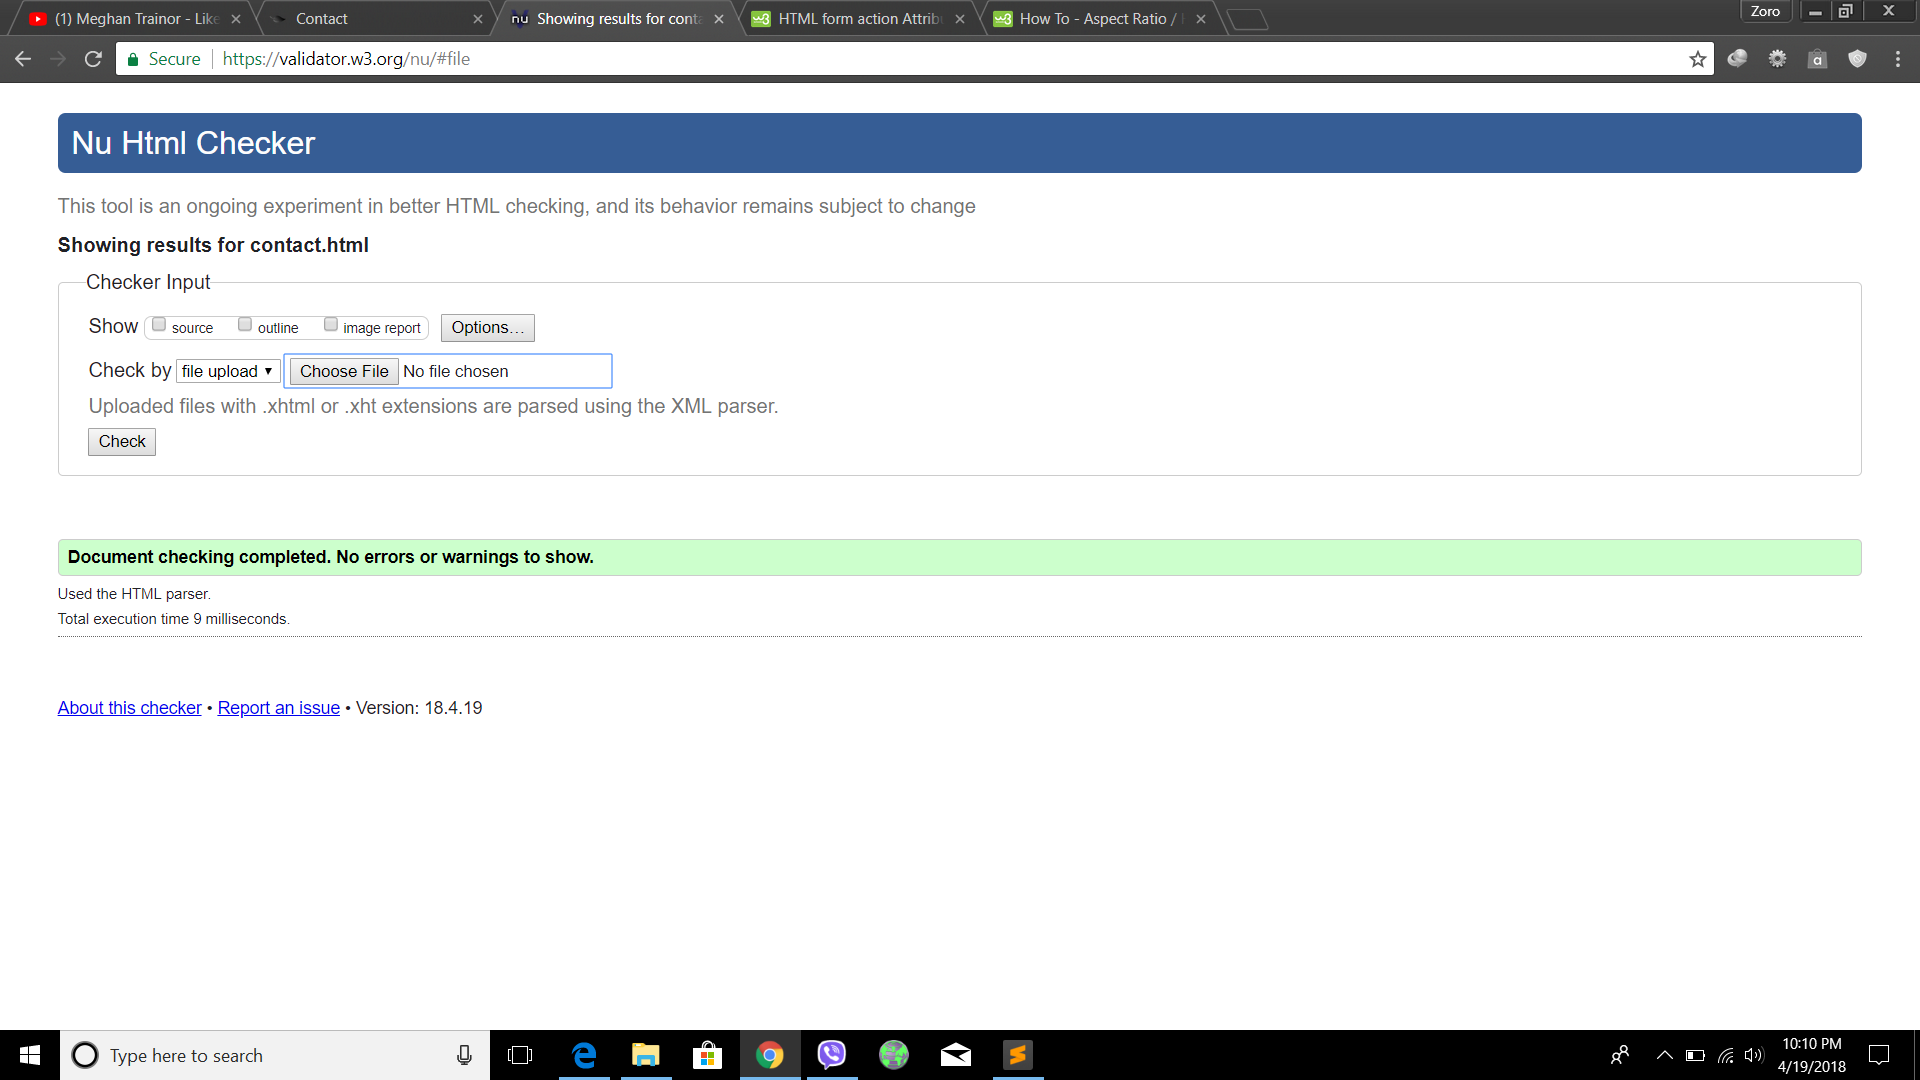 (1) Meghan Trainor - Like
Contact
nu Showing results for conta
HTML form action Attrib
How To - Aspect Ratio /
Zoro
Secure https://validator.w3.org/nu/#file
Nu Html Checker
This tool is an ongoing experiment in better HTML checking, and its behavior remains subject to change
Showing results for contact.html
Checker Input
Show source outline image report Options...
Check by file upload Choose File No file chosen
Uploaded files with .xhtml or .xht extensions are parsed using the XML parser.
Check
Document checking completed. No errors or warnings to show.
Used the HTML parser.
Total execution time 9 milliseconds.
About this checker • Report an issue • Version: 18.4.19
Type here to search
10:10 PM
4/19/2018